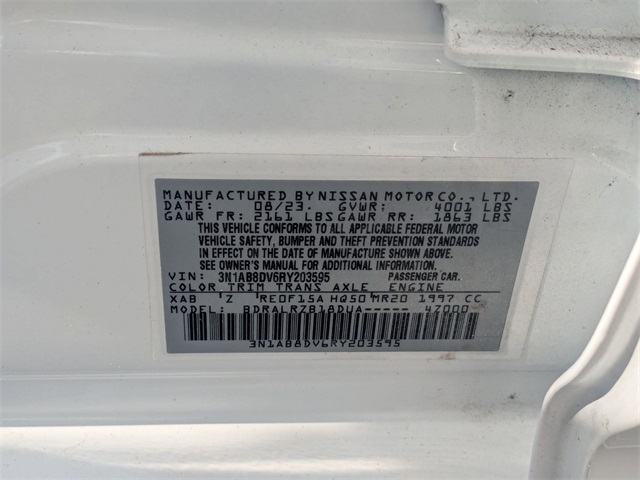 MANUFACTURED BY NISSAN MOTOR CO., LTD.
DATE: 08/23. GVWR: 4001 LBS
GAWR FR: 2161 LBS GAWR RR: 1863 LBS
THIS VEHICLE CONFORMS TO ALL APPLICABLE FEDERAL MOTOR
VEHICLE SAFETY, BUMPER AND THEFT PREVENTION STANDARDS
IN EFFECT ON THE DATE OF MANUFACTURE SHOWN ABOVE.
SEE OWNER'S MANUAL FOR ADDITIONAL INFORMATION
VIN: 3N1AB8DV6RY203595 PASSENGER CAR.
COLOR TRIM TRANS AXLE ENGINE
XAB 'Z 'RE0F15A HQ50 'MR20 1997 CC
MODEL: BDRALRZB18DUA----- 4Z000-
3N1AB8DV6RY203595